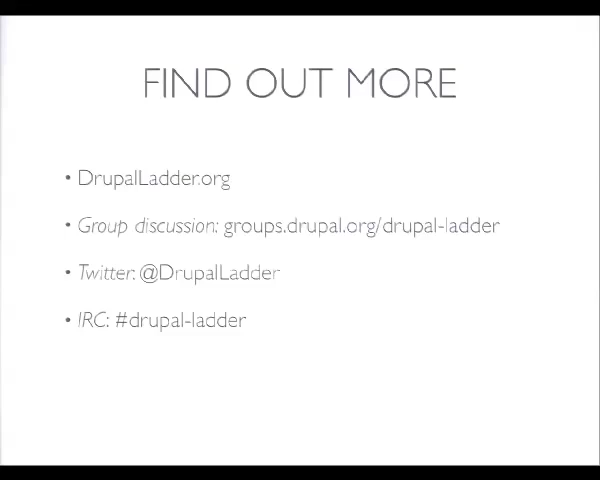 FIND OUT MORE
• DrupalLadder.org
• Group discussion: groups.drupal.org/drupal-ladder
• Twitter: @DrupalLadder
• IRC: #drupal-ladder